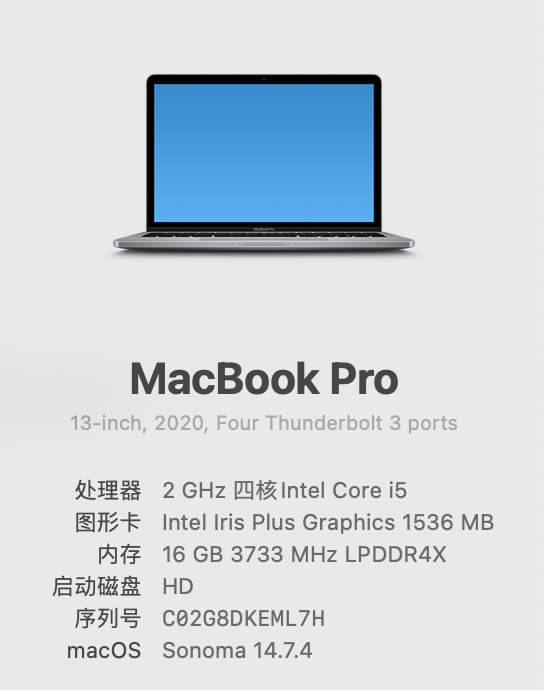 MacBook Pro
13-inch, 2020, Four Thunderbolt 3 ports
处理器 2 GHz 四核Intel Core i5
图形卡 Intel Iris Plus Graphics 1536 MB
内存 16 GB 3733 MHz LPDDR4X
启动磁盘 HD
序列号 C02G8DKEML7H
macOS Sonoma 14.7.4